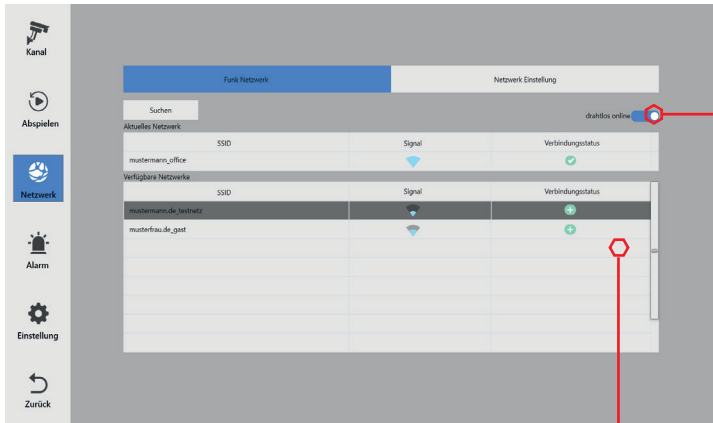 Kanal
Abspielen
Netzwerk
Alarm
Einstellung
Zurück
Funk Netzwerk Netzwerk Einstellung
Suchen
drahtlos online
Aktuelles Netzwerk
SSID Signal Verbindungsstatus
mustermann_office
Verfügbare Netzwerke
SSID Signal Verbindungsstatus
mustermann.de_testnetz
musterfrau.de_gast